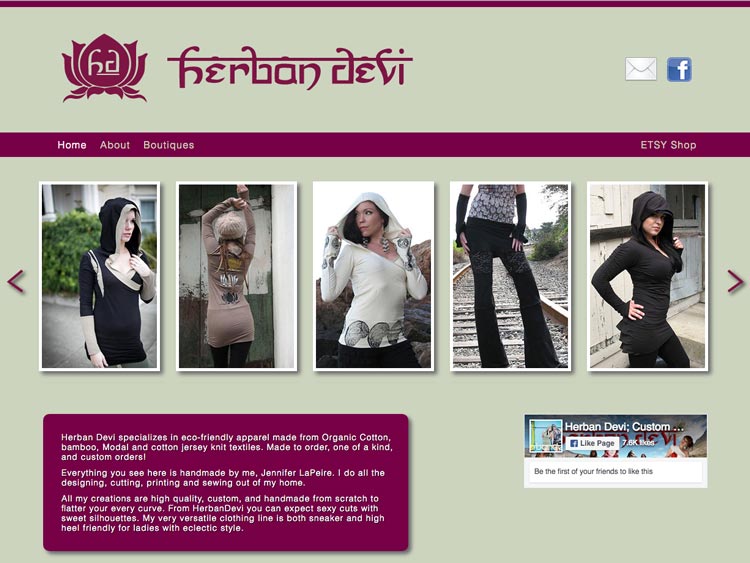 hd
herban devi
Home About Boutiques ETSY Shop
Herban Devi specializes in eco-friendly apparel made from Organic Cotton,
bamboo, Modal and cotton jersey knit textiles. Made to order, one of a kind,
and custom orders!
Everything you see here is handmade by me, Jennifer LaPeire. I do all the
designing, cutting, printing and sewing out of my home.
All my creations are high quality, custom, and handmade from scratch to
flatter your every curve. From HerbanDevi you can expect sexy cuts with
sweet silhouettes. My very versatile clothing line is both sneaker and high
heel friendly for ladies with eclectic style.
Herban Devi; Custom ...
Like Page 7.6K likes
Be the first of your friends to like this